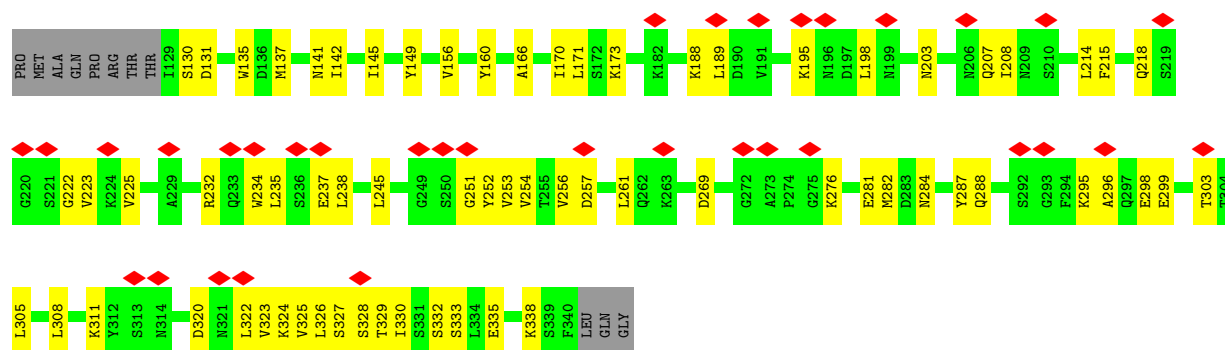 PRO MET ALA GLN PRO ARG THR THR I129 S130 D131 W135 D136 M137 N141 I142 I145 Y149 V156 Y160 A166 I170 L171 S172 K173 K182 K188 L189 D190 V191 K195 N196 D197 L198 N199 N203 N206 Q207 I208 N209 S210 L214 F215 Q218 S219
G220 S221 G222 V223 K224 V225 A229 R232 Q233 W234 L235 S236 E237 L238 L245 G249 S250 G251 Y252 V253 V254 T255 V256 D257 L261 Q262 K263 D269 G272 A273 P274 G275 K276 E281 M282 D283 N284 Y287 Q288 S292 G293 F294 K295 A296 Q297 E298 E299 T303 T304
L305 L308 K311 Y312 S313 N314 D320 N321 L322 V323 K324 V325 L326 S327 S328 T329 I330 S331 S332 S333 L334 E335 K338 S339 F340 LEU GLN GLY